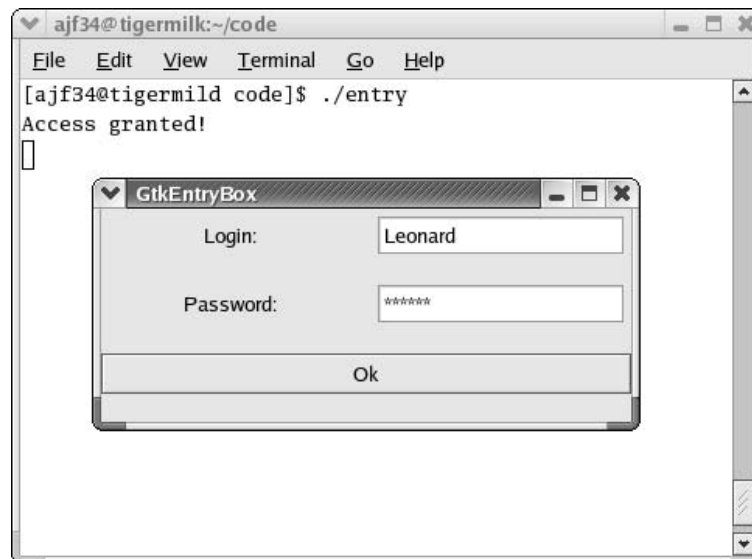 ajf34@tigermilk:~/code
File Edit View Terminal Go Help
[ajf34@tigermild code]$ ./entry
Access granted!
GtkEntryBox
Login: Leonard
Password: ******
Ok